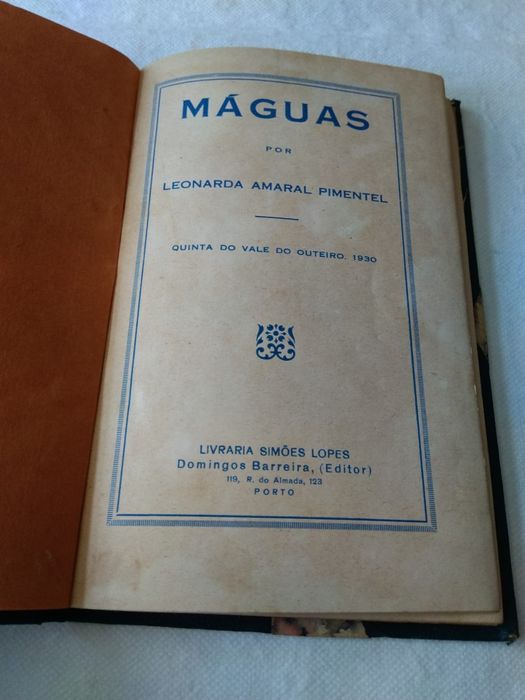 MÁGUAS
POR
LEONARDA AMARAL PIMENTEL
QUINTA DO VALE DO OUTEIRO. 1930
LIVRARIA SIMÕES LOPES
Domingos Barreira, (Editor)
119, R. do Almada, 123
PORTO